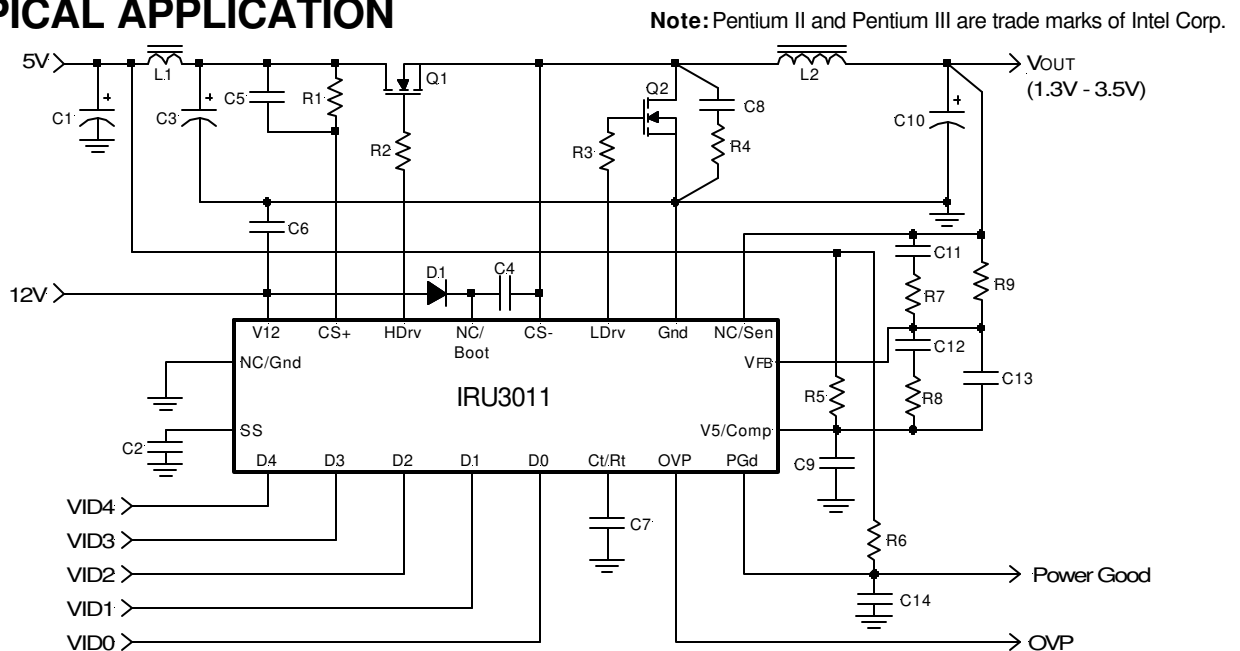 PICAL APPLICATION
Note: Pentium II and Pentium III are trade marks of Intel Corp.
5V
L1
Q1
Q2
L2
VOUT
(1.3V - 3.5V)
C1
C3
C5
R1
R2
R3
C8
R4
C10
C6
C11
R7
R9
12V
D1
C4
V12
CS+
HDrv
NC/
Boot
CS-
LDrv
Gnd
NC/Sen
NC/Gnd
VFB
C12
C13
IRU3011
R5
R8
SS
V5/Comp
C2
C9
D4
D3
D2
D1
D0
Ct/Rt
OVP
PGd
VID4
VID3
VID2
VID1
VID0
C7
R6
Power Good
C14
OVP